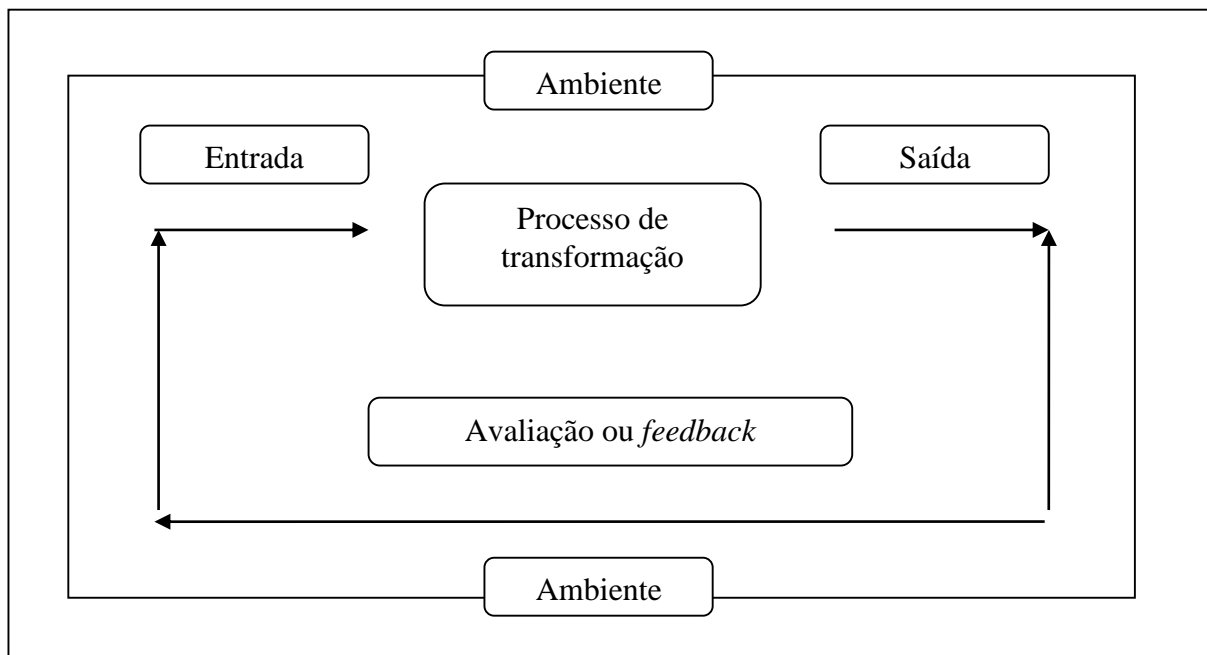 Ambiente
Entrada
Saída
Processo de
transformação
Avaliação ou feedback
Ambiente